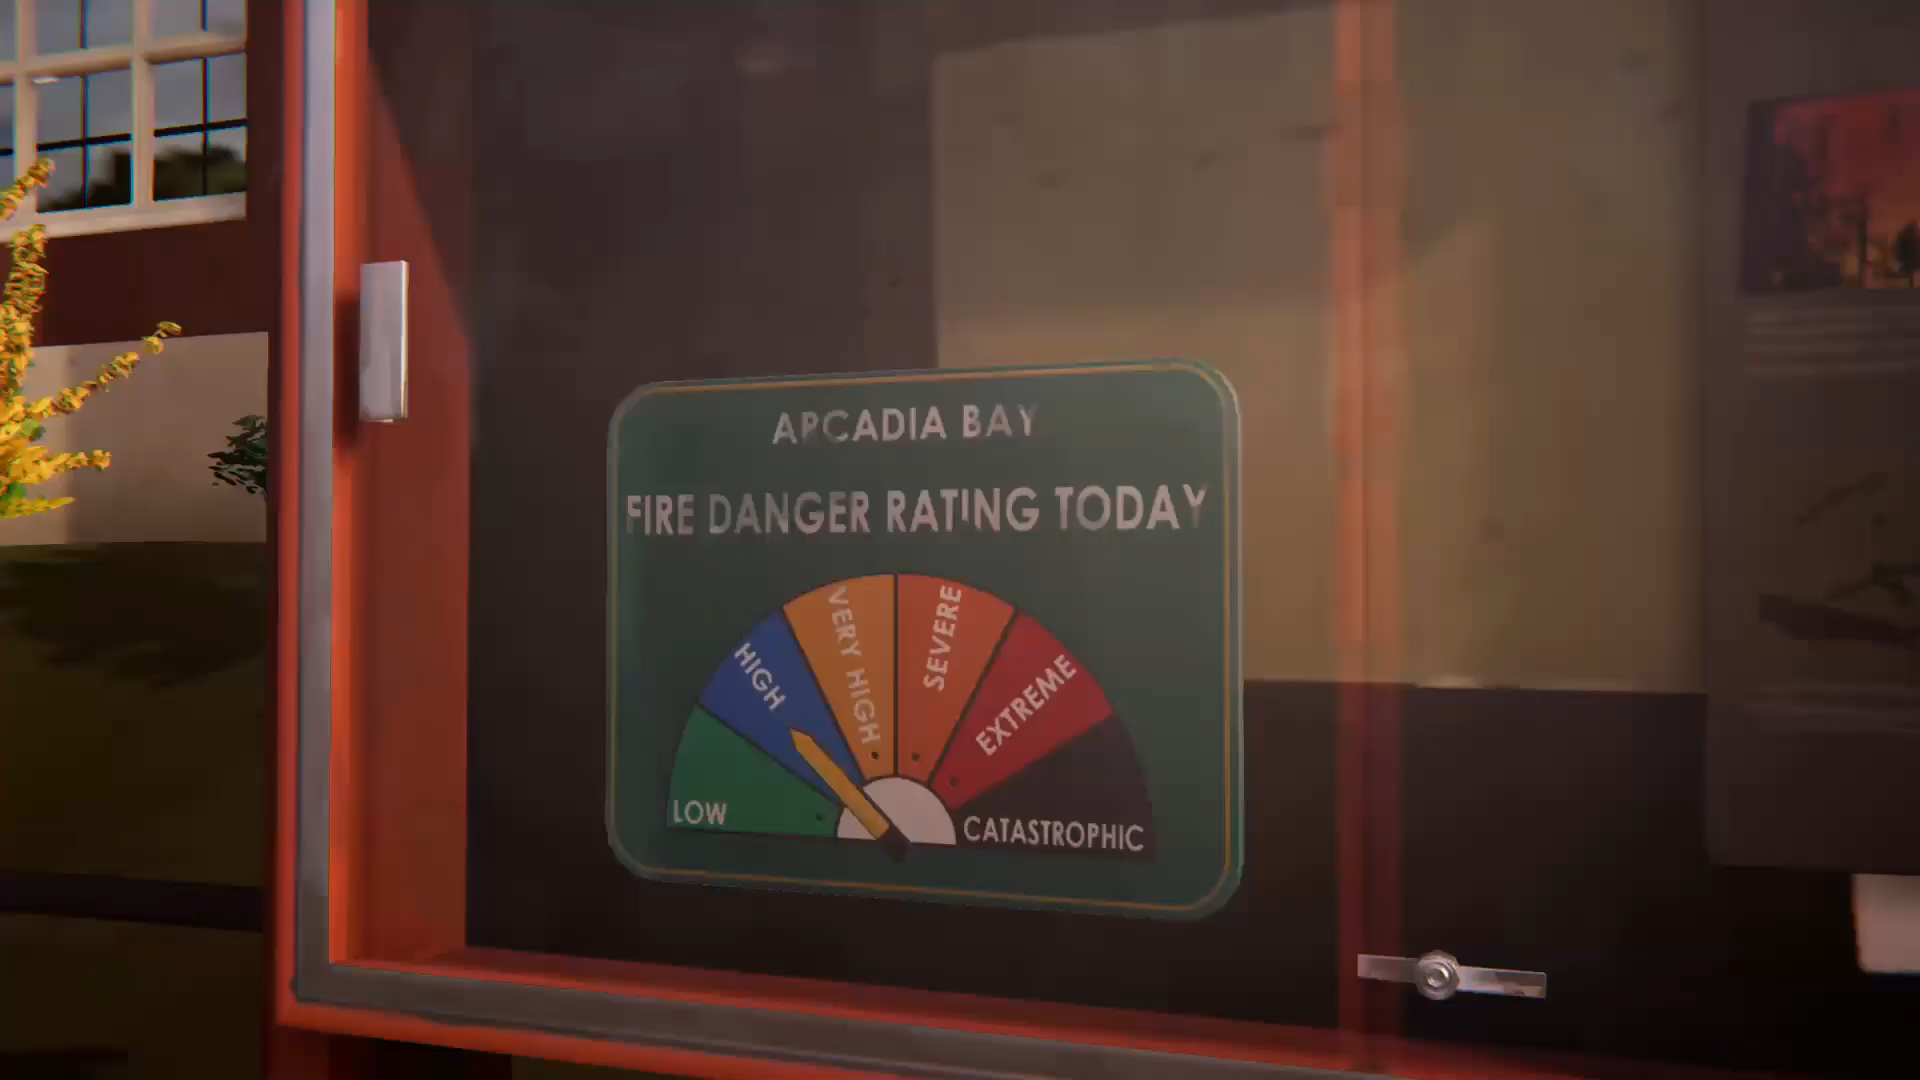 ARCADIA BAY
FIRE DANGER RATING TODAY
LOW
HIGH
VERY HIGH
SEVERE
EXTREME
CATASTROPHIC